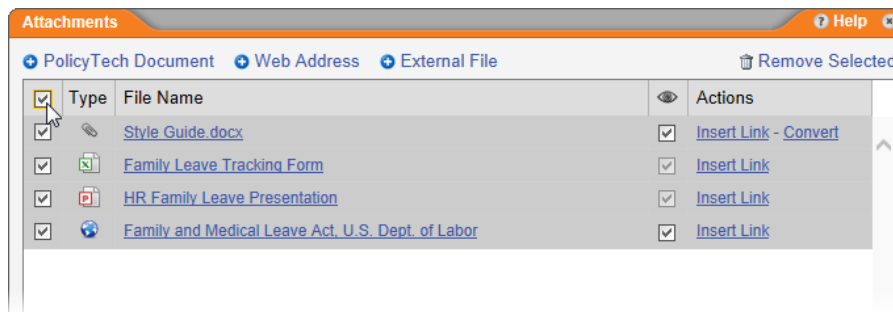 Attachments Help
PolicyTech Document Web Address External File Remove Selected
Type File Name Actions
Style Guide.docx Insert Link - Convert
Family Leave Tracking Form Insert Link
HR Family Leave Presentation Insert Link
Family and Medical Leave Act, U.S. Dept. of Labor Insert Link